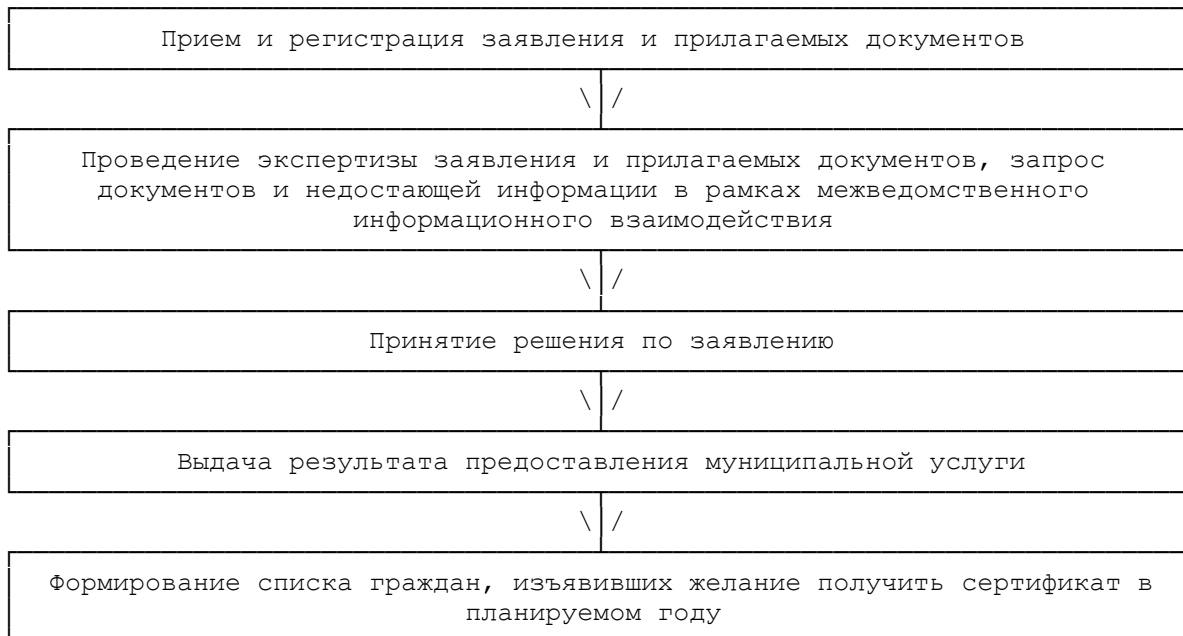 Прием и регистрация заявления и прилагаемых документов
Проведение экспертизы заявления и прилагаемых документов, запрос
документов и недостающей информации в рамках межведомственного
информационного взаимодействия
Принятие решения по заявлению
Выдача результата предоставления муниципальной услуги
Формирование списка граждан, изъявивших желание получить сертификат в
планируемом году